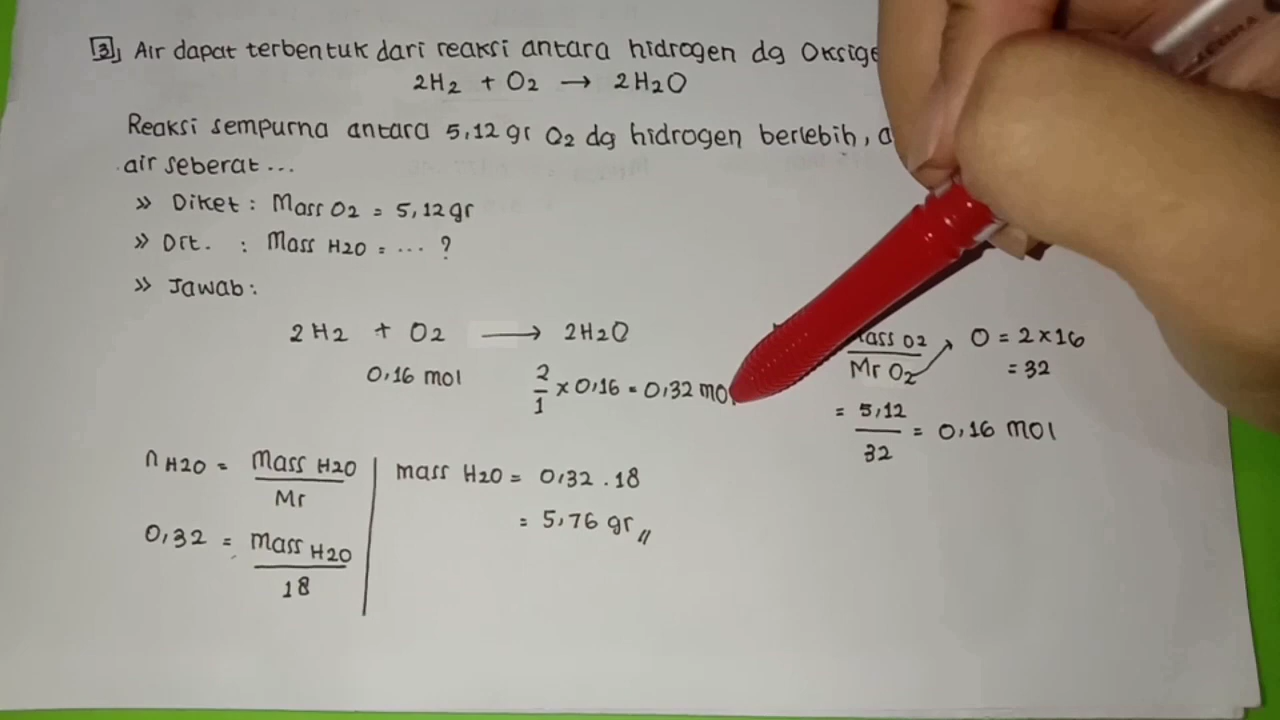 3] Air dapat terbentuk dari reaksi antara hidrogen dg Oksige
2H2 + O2 → 2H2O
Reaksi sempurna antara 5,12 gr O2 dg hidrogen berlebih, a
air seberat...
» Diket : Mass O2 = 5,12 gr
» Dit. : Mass H2O = ... ?
» Jawab :
2H2 + O2 → 2H2O
0,16 mol
2/1 x 0,16 = 0,32 mol
mass O2 / Mr O2 → O = 2x16
= 32
= 5,12 / 32 = 0,16 mol
n H2O = Mass H2O / Mr
0,32 = mass H2O / 18
mass H2O = 0,32 . 18
= 5,76 gr //